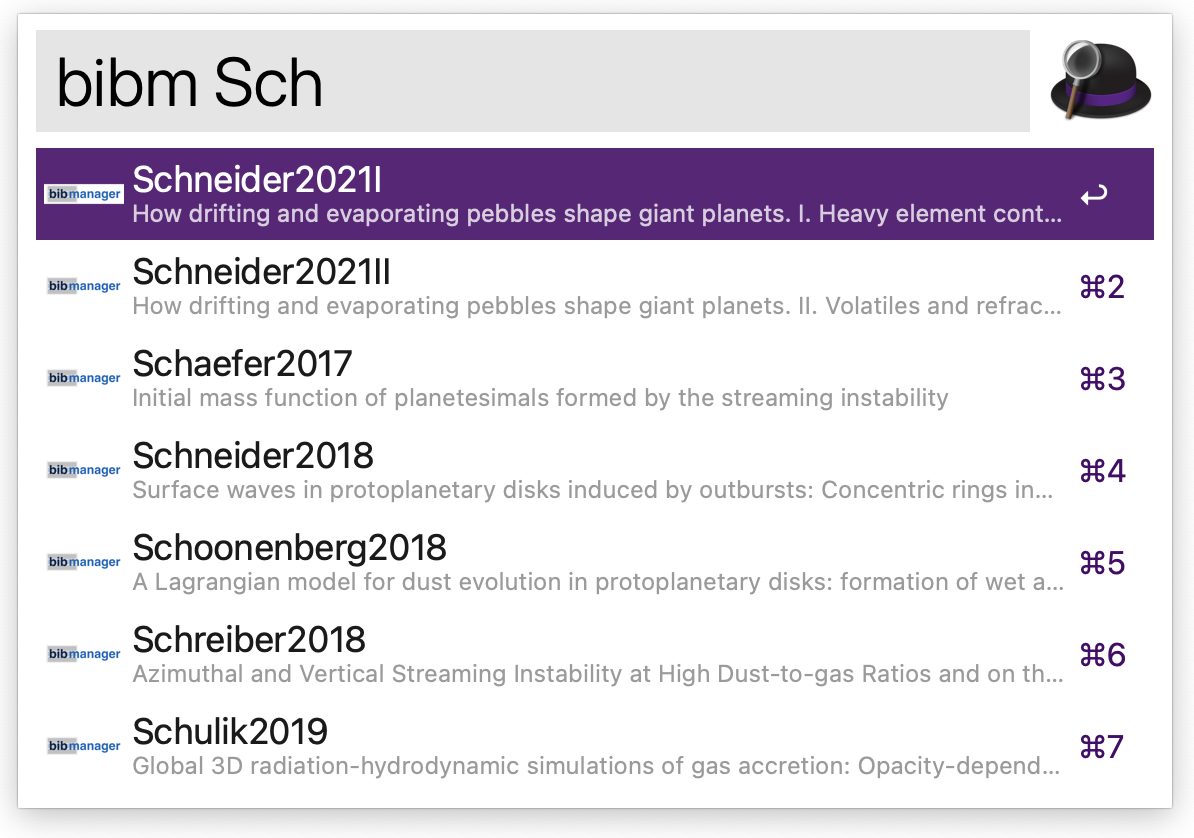 bibm Sch
bibmanager
Schneider2021I
How drifting and evaporating pebbles shape giant planets. I. Heavy element cont...
bibmanager
Schneider2021II
How drifting and evaporating pebbles shape giant planets. II. Volatiles and refrac...
⌘2
bibmanager
Schaefer2017
Initial mass function of planetesimals formed by the streaming instability
⌘3
bibmanager
Schneider2018
Surface waves in protoplanetary disks induced by outbursts: Concentric rings in...
⌘4
bibmanager
Schoonenberg2018
A Lagrangian model for dust evolution in protoplanetary disks: formation of wet a...
⌘5
bibmanager
Schreiber2018
Azimuthal and Vertical Streaming Instability at High Dust-to-gas Ratios and on th...
⌘6
bibmanager
Schulik2019
Global 3D radiation-hydrodynamic simulations of gas accretion: Opacity-depend...
⌘7